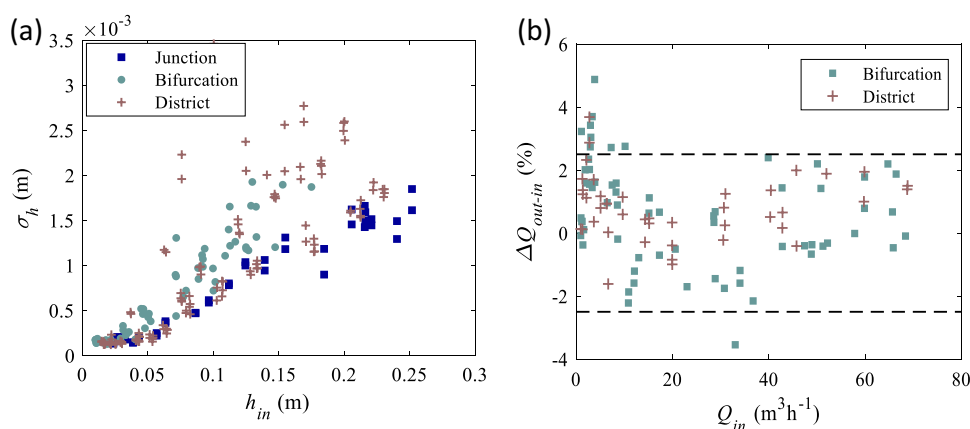 (a)
×10⁻³
3.5
3
2.5
2
1.5
1
0.5
0
σh (m)
Junction
Bifurcation
District
0 0.05 0.1 0.15 0.2 0.25 0.3
hin (m)
(b)
6
4
2
0
-2
-4
ΔQout-in (%)
Bifurcation
District
0 20 40 60 80
Qin (m³h⁻¹)